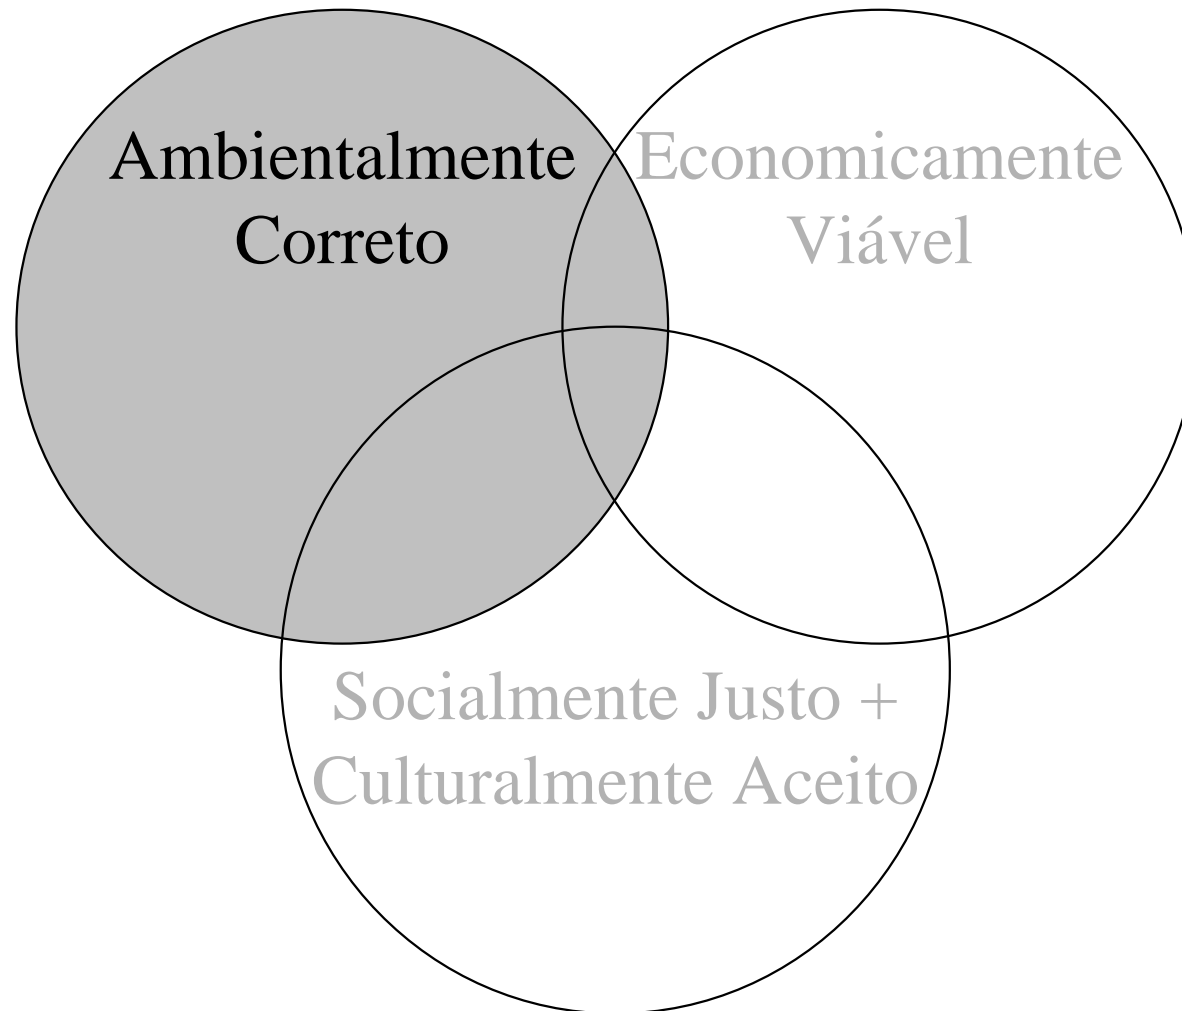 Ambientalmente
Correto
Economicamente
Viável
Socialmente Justo +
Culturalmente Aceito